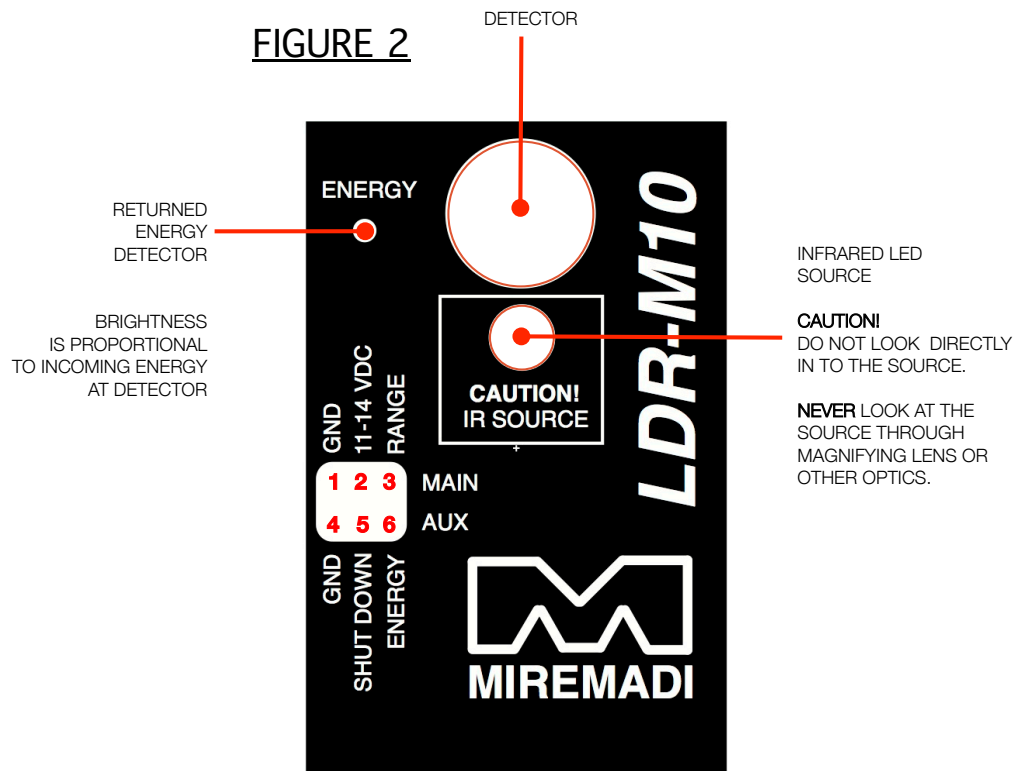 FIGURE 2
DETECTOR
ENERGY
RETURNED
ENERGY
DETECTOR
BRIGHTNESS
IS PROPORTIONAL
TO INCOMING ENERGY
AT DETECTOR
LDR-M10
INFRARED LED
SOURCE
CAUTION!
DO NOT LOOK DIRECTLY
IN TO THE SOURCE.
NEVER LOOK AT THE
SOURCE THROUGH
MAGNIFYING LENS OR
OTHER OPTICS.
CAUTION!
IR SOURCE
GND
11-14 VDC
RANGE
1 2 3 MAIN
4 5 6 AUX
GND
SHUT DOWN
ENERGY
MIREMADI